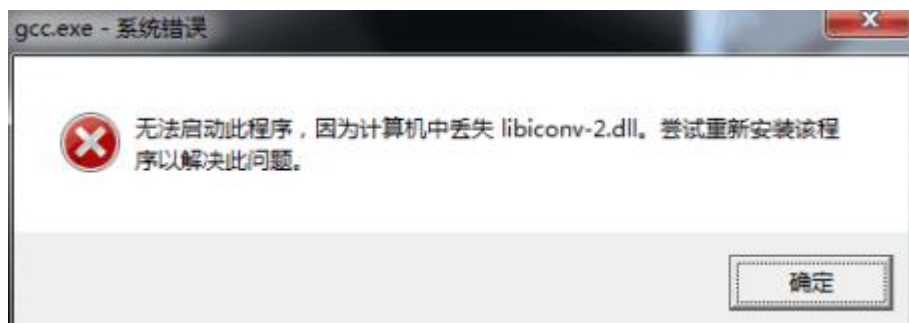 gcc.exe - 系统错误
无法启动此程序，因为计算机中丢失 libiconv-2.dll。尝试重新安装该程
序以解决此问题。
确定